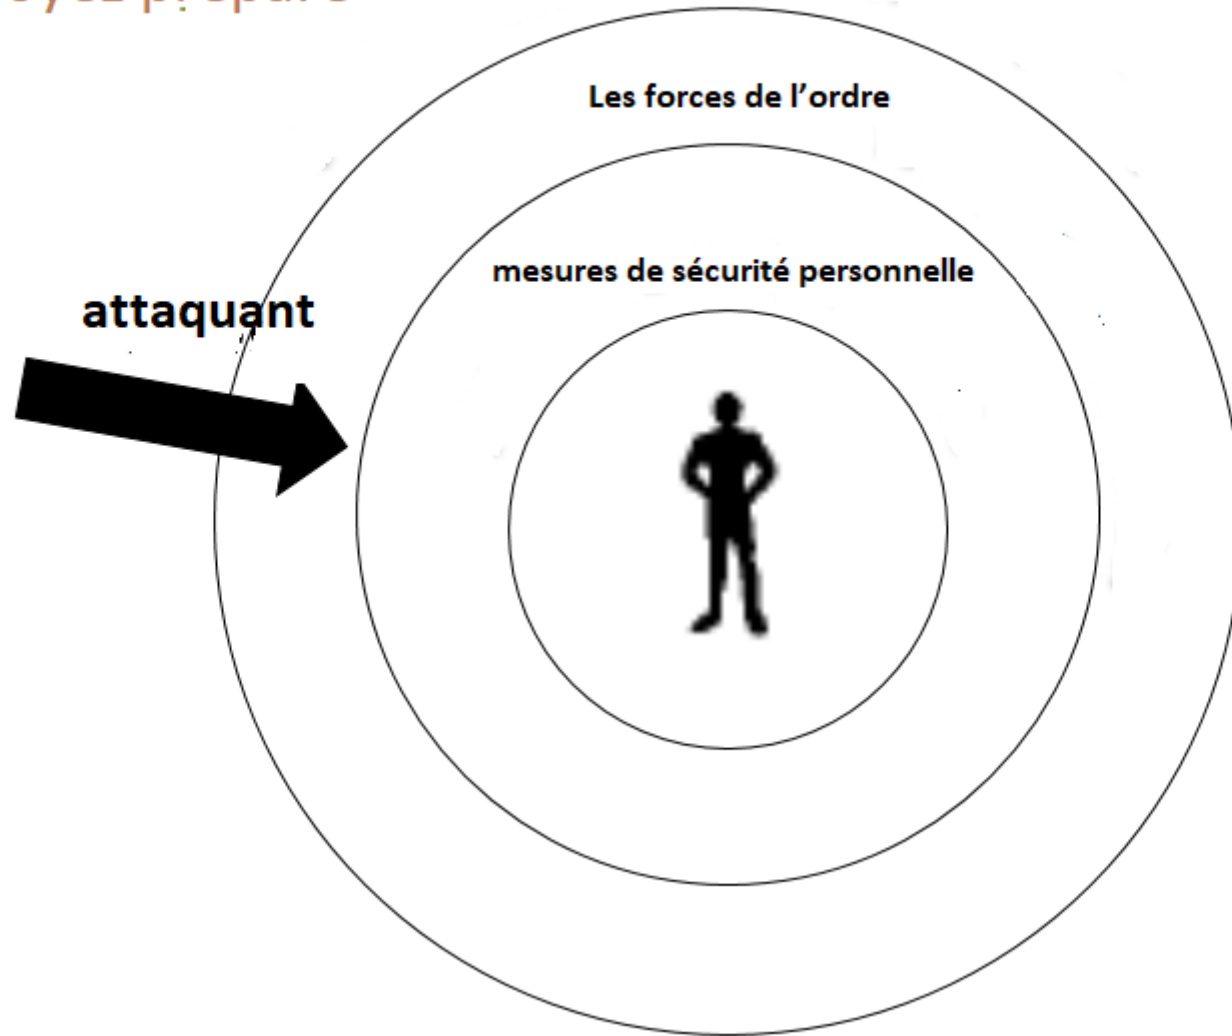 Les forces de l’ordre
mesures de sécurité personnelle
attaquant